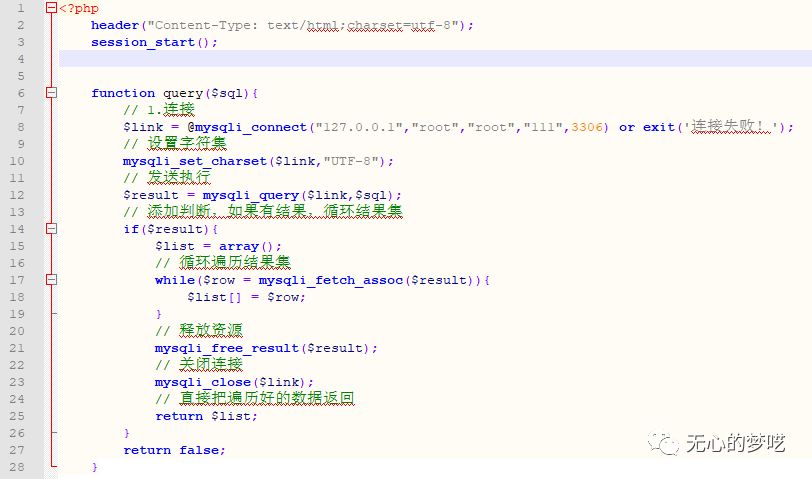 1 <?php
2 header("Content-Type: text/html;charset=utf-8");
3 session_start();
4
5
6 function query($sql){
7 // 1.连接
8 $link = @mysqli_connect("127.0.0.1","root","root","111",3306) or exit('连接失败！');
9 // 设置字符集
10 mysqli_set_charset($link,"UTF-8");
11 // 发送执行
12 $result = mysqli_query($link,$sql);
13 // 添加判断，如果有结果，循环结果集
14 if($result){
15 $list = array();
16 // 循环遍历结果集
17 while($row = mysqli_fetch_assoc($result)){
18 $list[] = $row;
19 }
20 // 释放资源
21 mysqli_free_result($result);
22 // 关闭连接
23 mysqli_close($link);
24 // 直接把遍历好的数据返回
25 return $list;
26 }
27 return false;
28 }
无心的梦呓